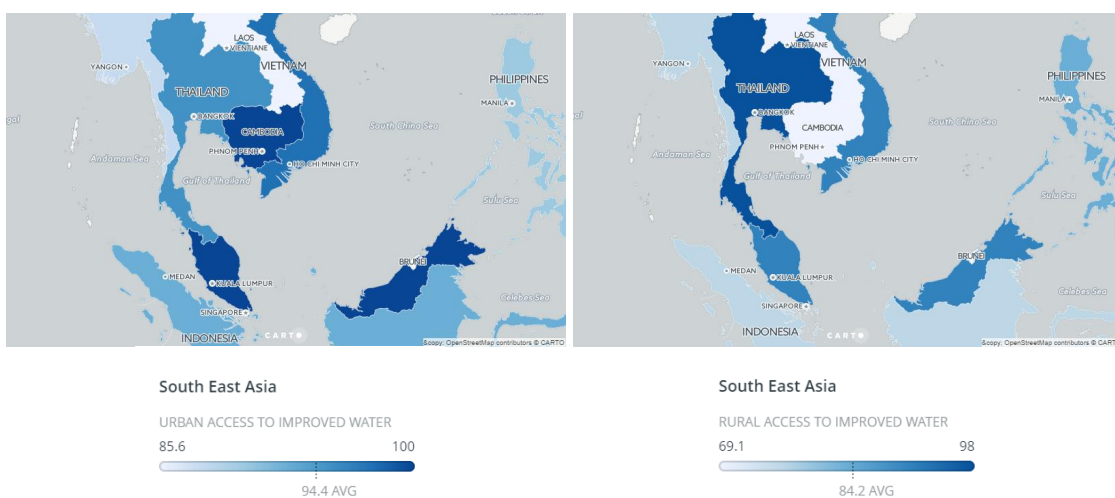 LAOS
VIENTIANE
YANGON
VIETNAM
THAILAND
PHILIPPINES
MANILA
BANGKOK
CAMBODIA
South China Sea
PHNOM PENH
Andaman Sea
HO CHI MINH CITY
Gulf of Thailand
Sulu Sea
BRUNEI
MEDAN
KUALA LUMPUR
Celebes Sea
SINGAPORE
INDONESIA
CARTO
&copy; OpenStreetMap contributors © CARTO
South East Asia
URBAN ACCESS TO IMPROVED WATER
85.6 100
94.4 AVG
LAOS
VIENTIANE
YANGON
VIETNAM
THAILAND
PHILIPPINES
MANILA
BANGKOK
CAMBODIA
South China Sea
PHNOM PENH
Andaman Sea
HO CHI MINH CITY
Gulf of Thailand
Sulu Sea
BRUNEI
MEDAN
KUALA LUMPUR
Celebes Sea
SINGAPORE
INDONESIA
CARTO
&copy; OpenStreetMap contributors © CARTO
South East Asia
RURAL ACCESS TO IMPROVED WATER
69.1 98
84.2 AVG